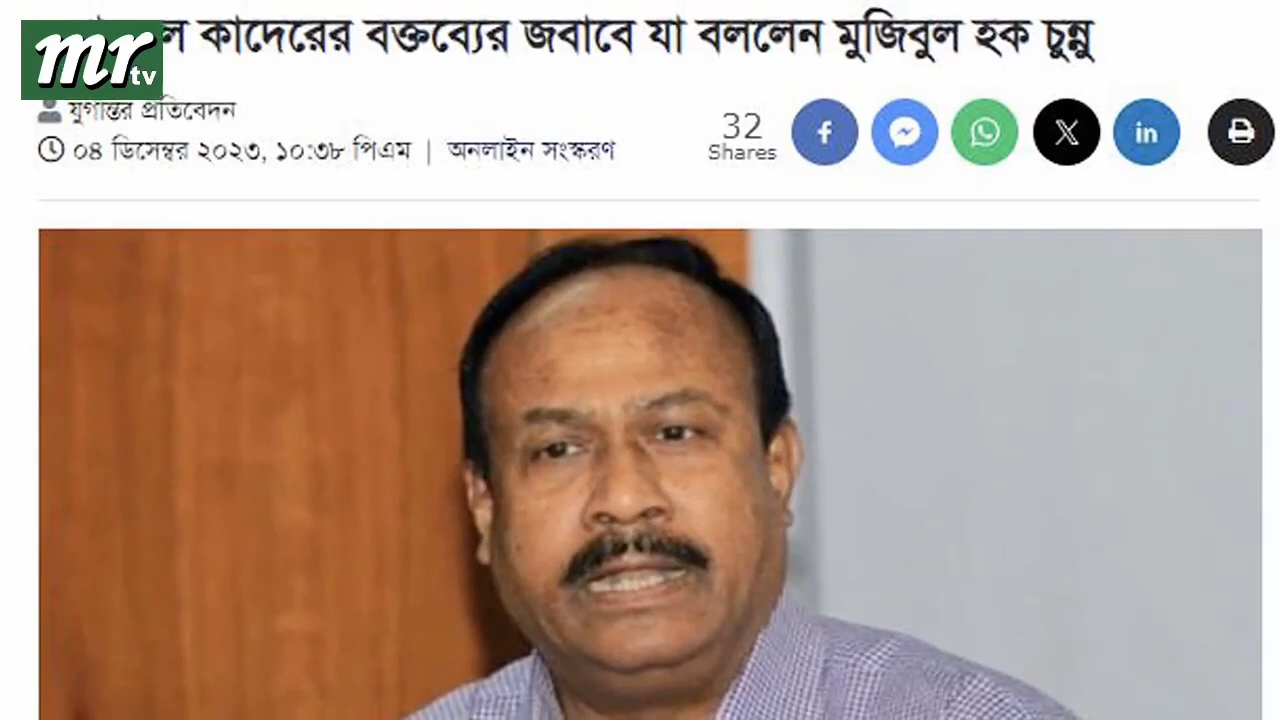 কাদেরের বক্তব্যের জবাবে যা বললেন মুজিবুল হক চুন্নু
mr tv
যুগান্তর প্রতিবেদন
০৪ ডিসেম্বর ২০২৩, ১০:৩৮ পিএম | অনলাইন সংস্করণ
32
Shares